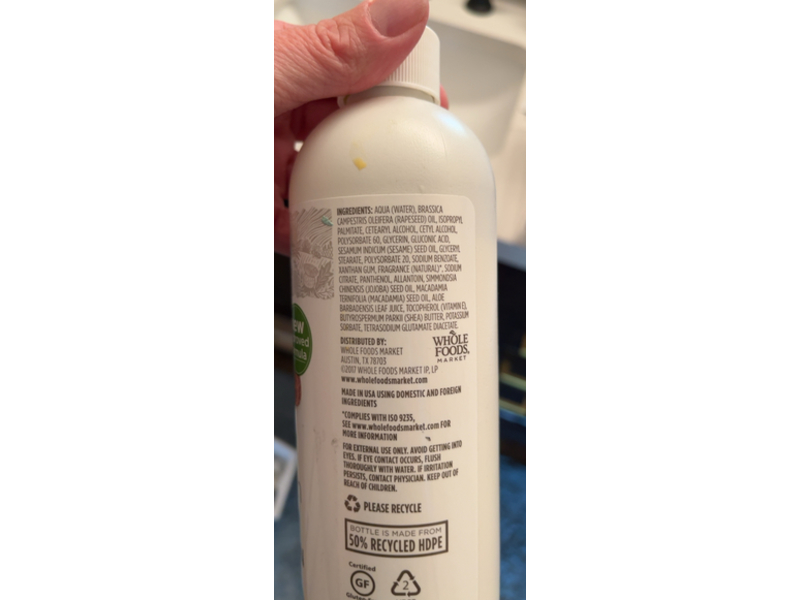 INGREDIENTS: AQUA (WATER), BRASSICA
CAMPESTRIS OLEIFERA (RAPESEED) OIL, ISOPROPYL
PALMITATE, CETEARYL ALCOHOL, CETYL ALCOHOL,
POLYSORBATE 60, GLYCERIN, GLUCONIC ACID,
SESAMUM INDICUM (SESAME) SEED OIL, GLYCERYL
STEARATE, POLYSORBATE 20, SODIUM BENZOATE,
XANTHAN GUM, FRAGRANCE (NATURAL)*, SODIUM
CITRATE, PANTHENOL, ALLANTOIN, SIMMONDSIA
CHINENSIS (JOJOBA) SEED OIL, MACADAMIA
TERNIFOLIA (MACADAMIA) SEED OIL, ALOE
BARBADENSIS LEAF JUICE, TOCOPHEROL (VITAMIN E),
BUTYROSPERMUM PARKII (SHEA) BUTTER, POTASSIUM
SORBATE, TETRASODIUM GLUTAMATE DIACETATE.
DISTRIBUTED BY:
WHOLE FOODS MARKET
AUSTIN, TX 78703
©2017 WHOLE FOODS MARKET IP, LP
www.wholefoodsmarket.com
WHOLE
FOODS
MARKET
MADE IN USA USING DOMESTIC AND FOREIGN
INGREDIENTS
*COMPLIES WITH ISO 9235,
SEE www.wholefoodsmarket.com FOR
MORE INFORMATION
FOR EXTERNAL USE ONLY. AVOID GETTING INTO
EYES. IF EYE CONTACT OCCURS, FLUSH
THOROUGHLY WITH WATER. IF IRRITATION
PERSISTS, CONTACT PHYSICIAN. KEEP OUT OF
REACH OF CHILDREN.
PLEASE RECYCLE
BOTTLE IS MADE FROM
50% RECYCLED HDPE
Certified
GF
2